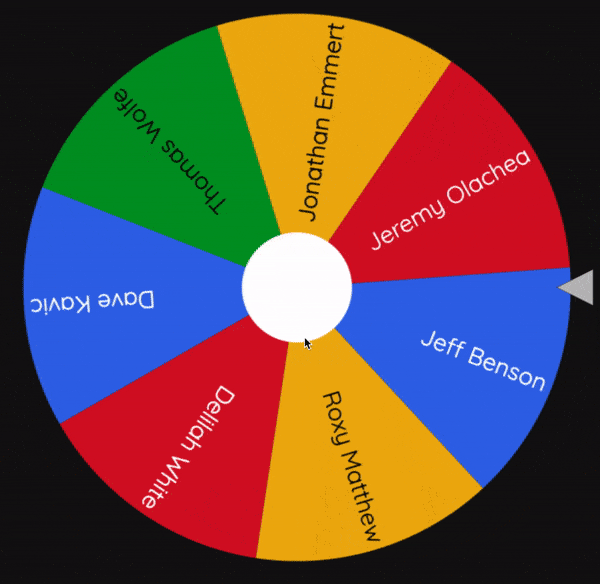 Jonathan Emmert
Jeremy Olachea
Jeff Benson
Roxy Matthew
Delilah White
Dave Kavic
Thomas Wolfe